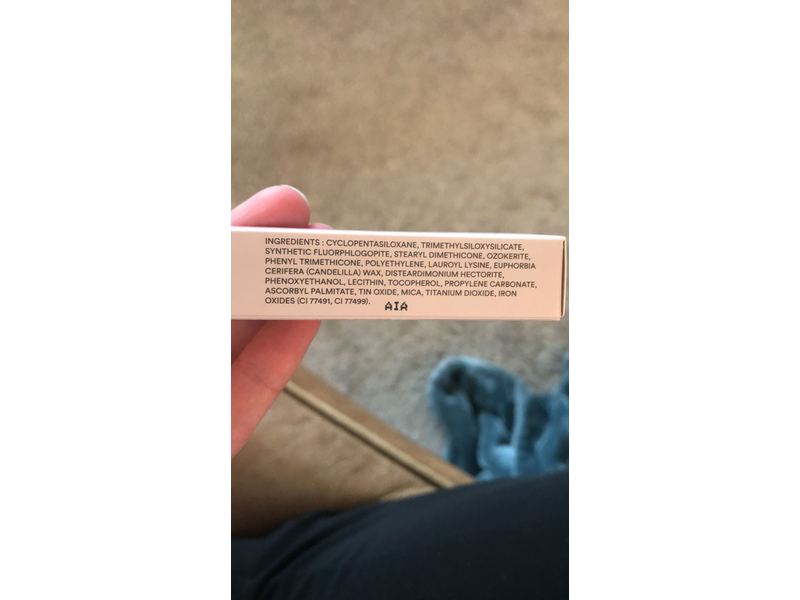 INGREDIENTS : CYCLOPENTASILOXANE, TRIMETHYLSILOXYSILICATE,
SYNTHETIC FLUORPHLOGOPITE, STEARYL DIMETHICONE, OZOKERITE,
PHENYL TRIMETHICONE, POLYETHYLENE, LAUROYL LYSINE, EUPHORBIA
CERIFERA (CANDELILLA) WAX, DISTEARDIMONIUM HECTORITE,
PHENOXYETHANOL, LECITHIN, TOCOPHEROL, PROPYLENE CARBONATE,
ASCORBYL PALMITATE, TIN OXIDE, MICA, TITANIUM DIOXIDE, IRON
OXIDES (CI 77491, CI 77499).
AIA